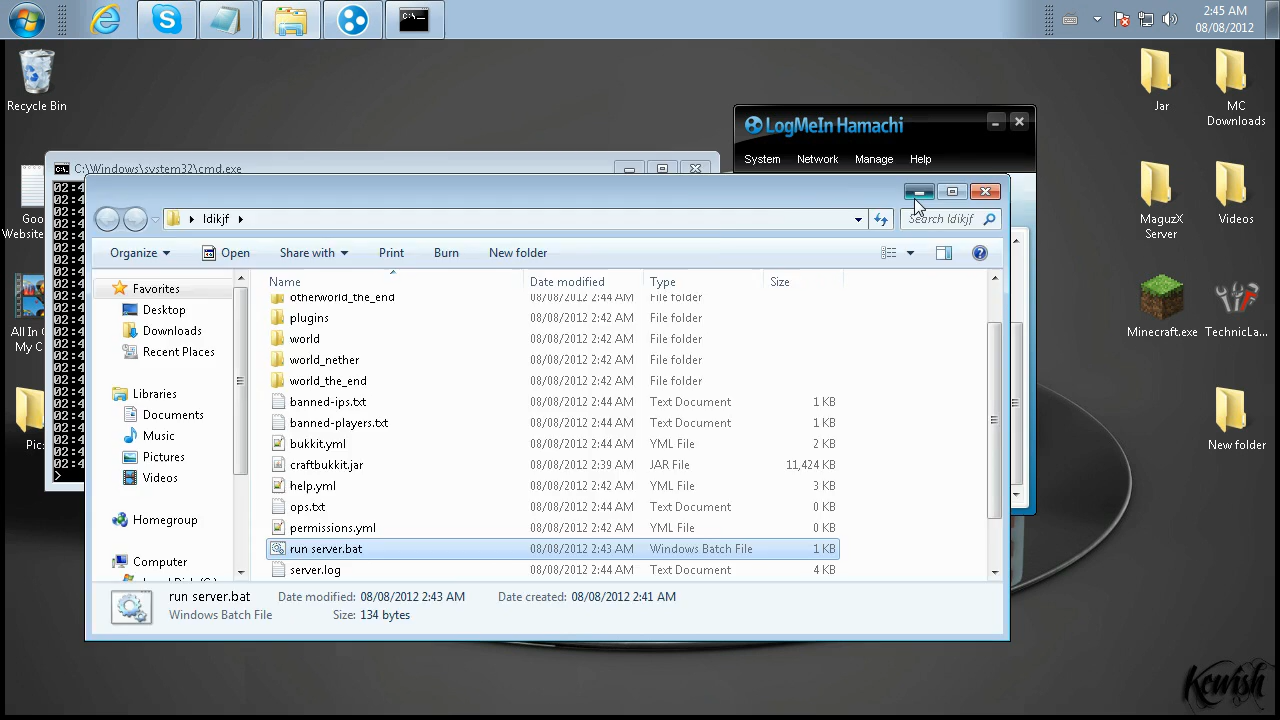 2:45 AM
08/08/2012
Recycle Bin
Jar
MC Downloads
LogMeIn Hamachi
System Network Manage Help
C:\Windows\system32\cmd.exe
ldikjf
Search ldikjf
Organize Open Share with Print Burn New folder
Name Date modified Type Size
Favorites
Desktop
Downloads
Recent Places
Libraries
Documents
Music
Pictures
Videos
Homegroup
Computer
otherworld_the_end 08/08/2012 2:44 AM File folder
plugins 08/08/2012 2:42 AM File folder
world 08/08/2012 2:42 AM File folder
world_nether 08/08/2012 2:42 AM File folder
world_the_end 08/08/2012 2:42 AM File folder
banned-ips.txt 08/08/2012 2:44 AM Text Document 1 KB
banned-players.txt 08/08/2012 2:44 AM Text Document 1 KB
bukkit.yml 08/08/2012 2:44 AM YML File 2 KB
craftbukkit.jar 08/08/2012 2:39 AM JAR File 11,424 KB
help.yml 08/08/2012 2:42 AM YML File 3 KB
ops.txt 08/08/2012 2:44 AM Text Document 0 KB
permissions.yml 08/08/2012 2:42 AM YML File 0 KB
run server.bat 08/08/2012 2:43 AM Windows Batch File 1 KB
server.log 08/08/2012 2:44 AM Text Document 4 KB
run server.bat Date modified: 08/08/2012 2:43 AM Date created: 08/08/2012 2:41 AM
Windows Batch File Size: 134 bytes
MaguzX
Server
Videos
Minecraft.exe
TechnicLa...
New folder
Goo
Website
All In
My C
Pic
Kewish